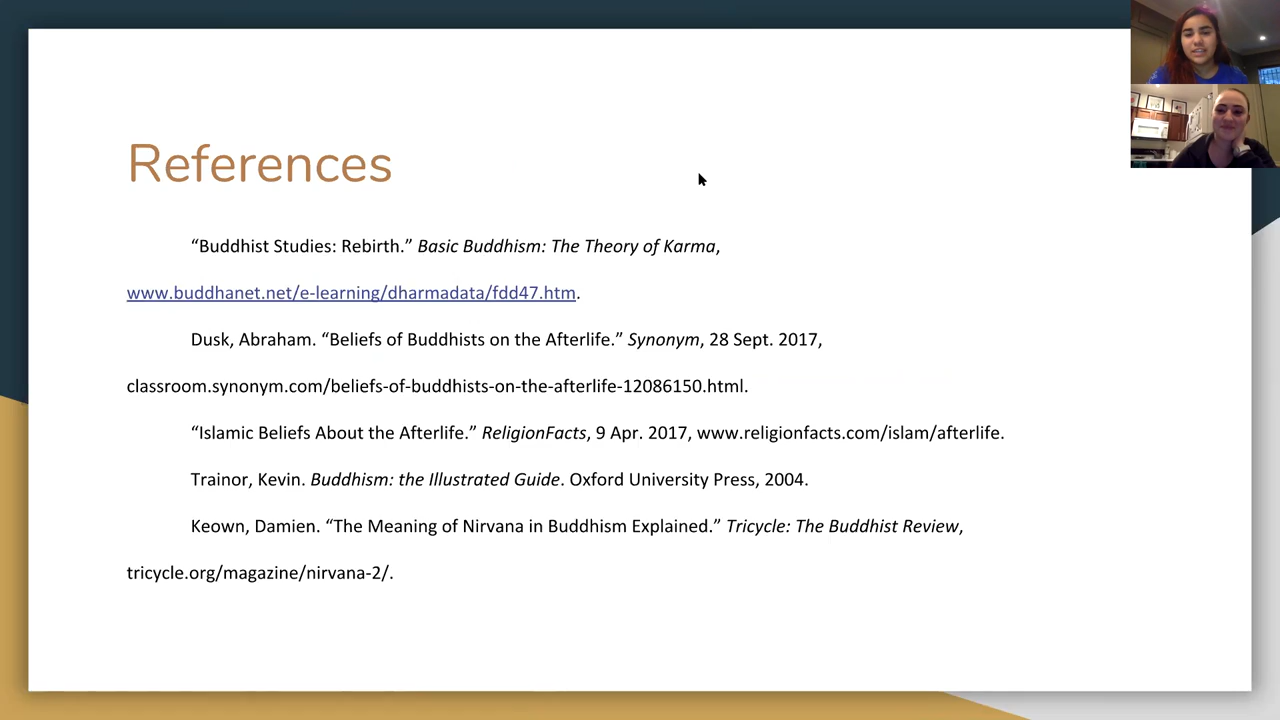 References
“Buddhist Studies: Rebirth.” Basic Buddhism: The Theory of Karma,
www.buddhanet.net/e-learning/dharmadata/fdd47.htm.
Dusk, Abraham. “Beliefs of Buddhists on the Afterlife.” Synonym, 28 Sept. 2017,
classroom.synonym.com/beliefs-of-buddhists-on-the-afterlife-12086150.html.
“Islamic Beliefs About the Afterlife.” ReligionFacts, 9 Apr. 2017, www.religionfacts.com/islam/afterlife.
Trainor, Kevin. Buddhism: the Illustrated Guide. Oxford University Press, 2004.
Keown, Damien. “The Meaning of Nirvana in Buddhism Explained.” Tricycle: The Buddhist Review,
tricycle.org/magazine/nirvana-2/.